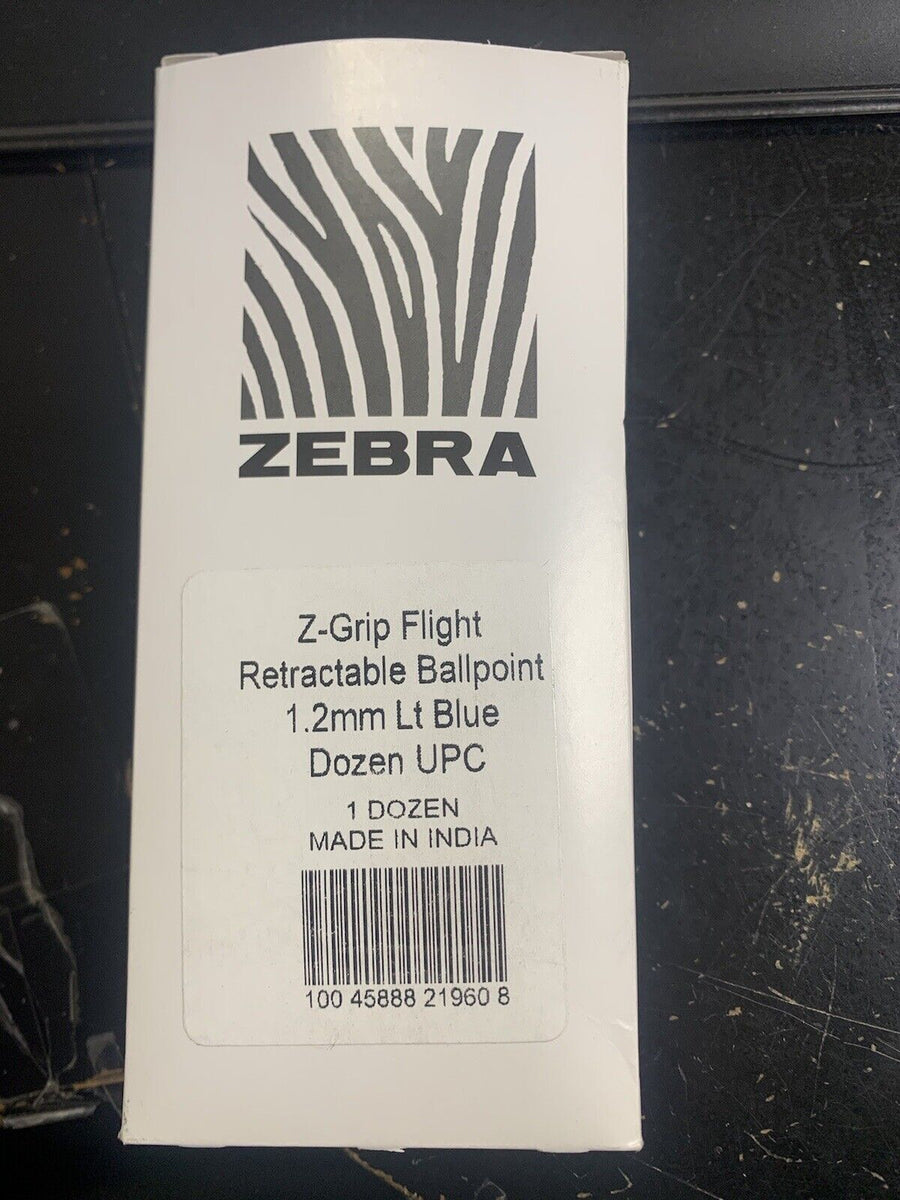 ZEBRA
Z-Grip Flight
Retractable Ballpoint
1.2mm Lt Blue
Dozen UPC
1 DOZEN
MADE IN INDIA
100 45888 21960 8